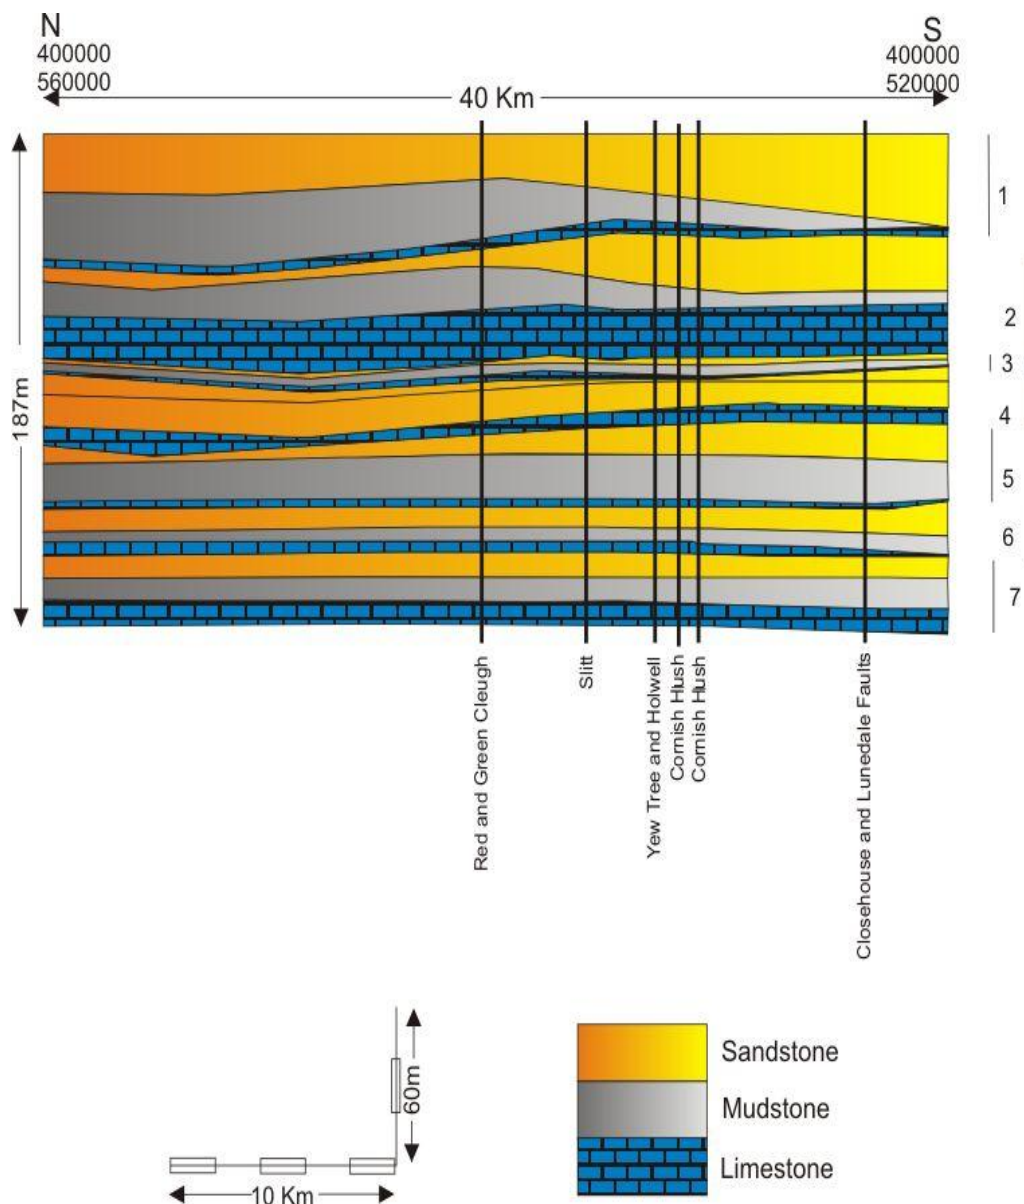 N
400000
560000
S
400000
520000
40 Km
187m
1
2
3
4
5
6
7
Red and Green Cleugh
Slitt
Yew Tree and Holwell
Cornish Hush
Cornish Hush
Closehouse and Lunedale Faults
60m
10 Km
Sandstone
Mudstone
Limestone